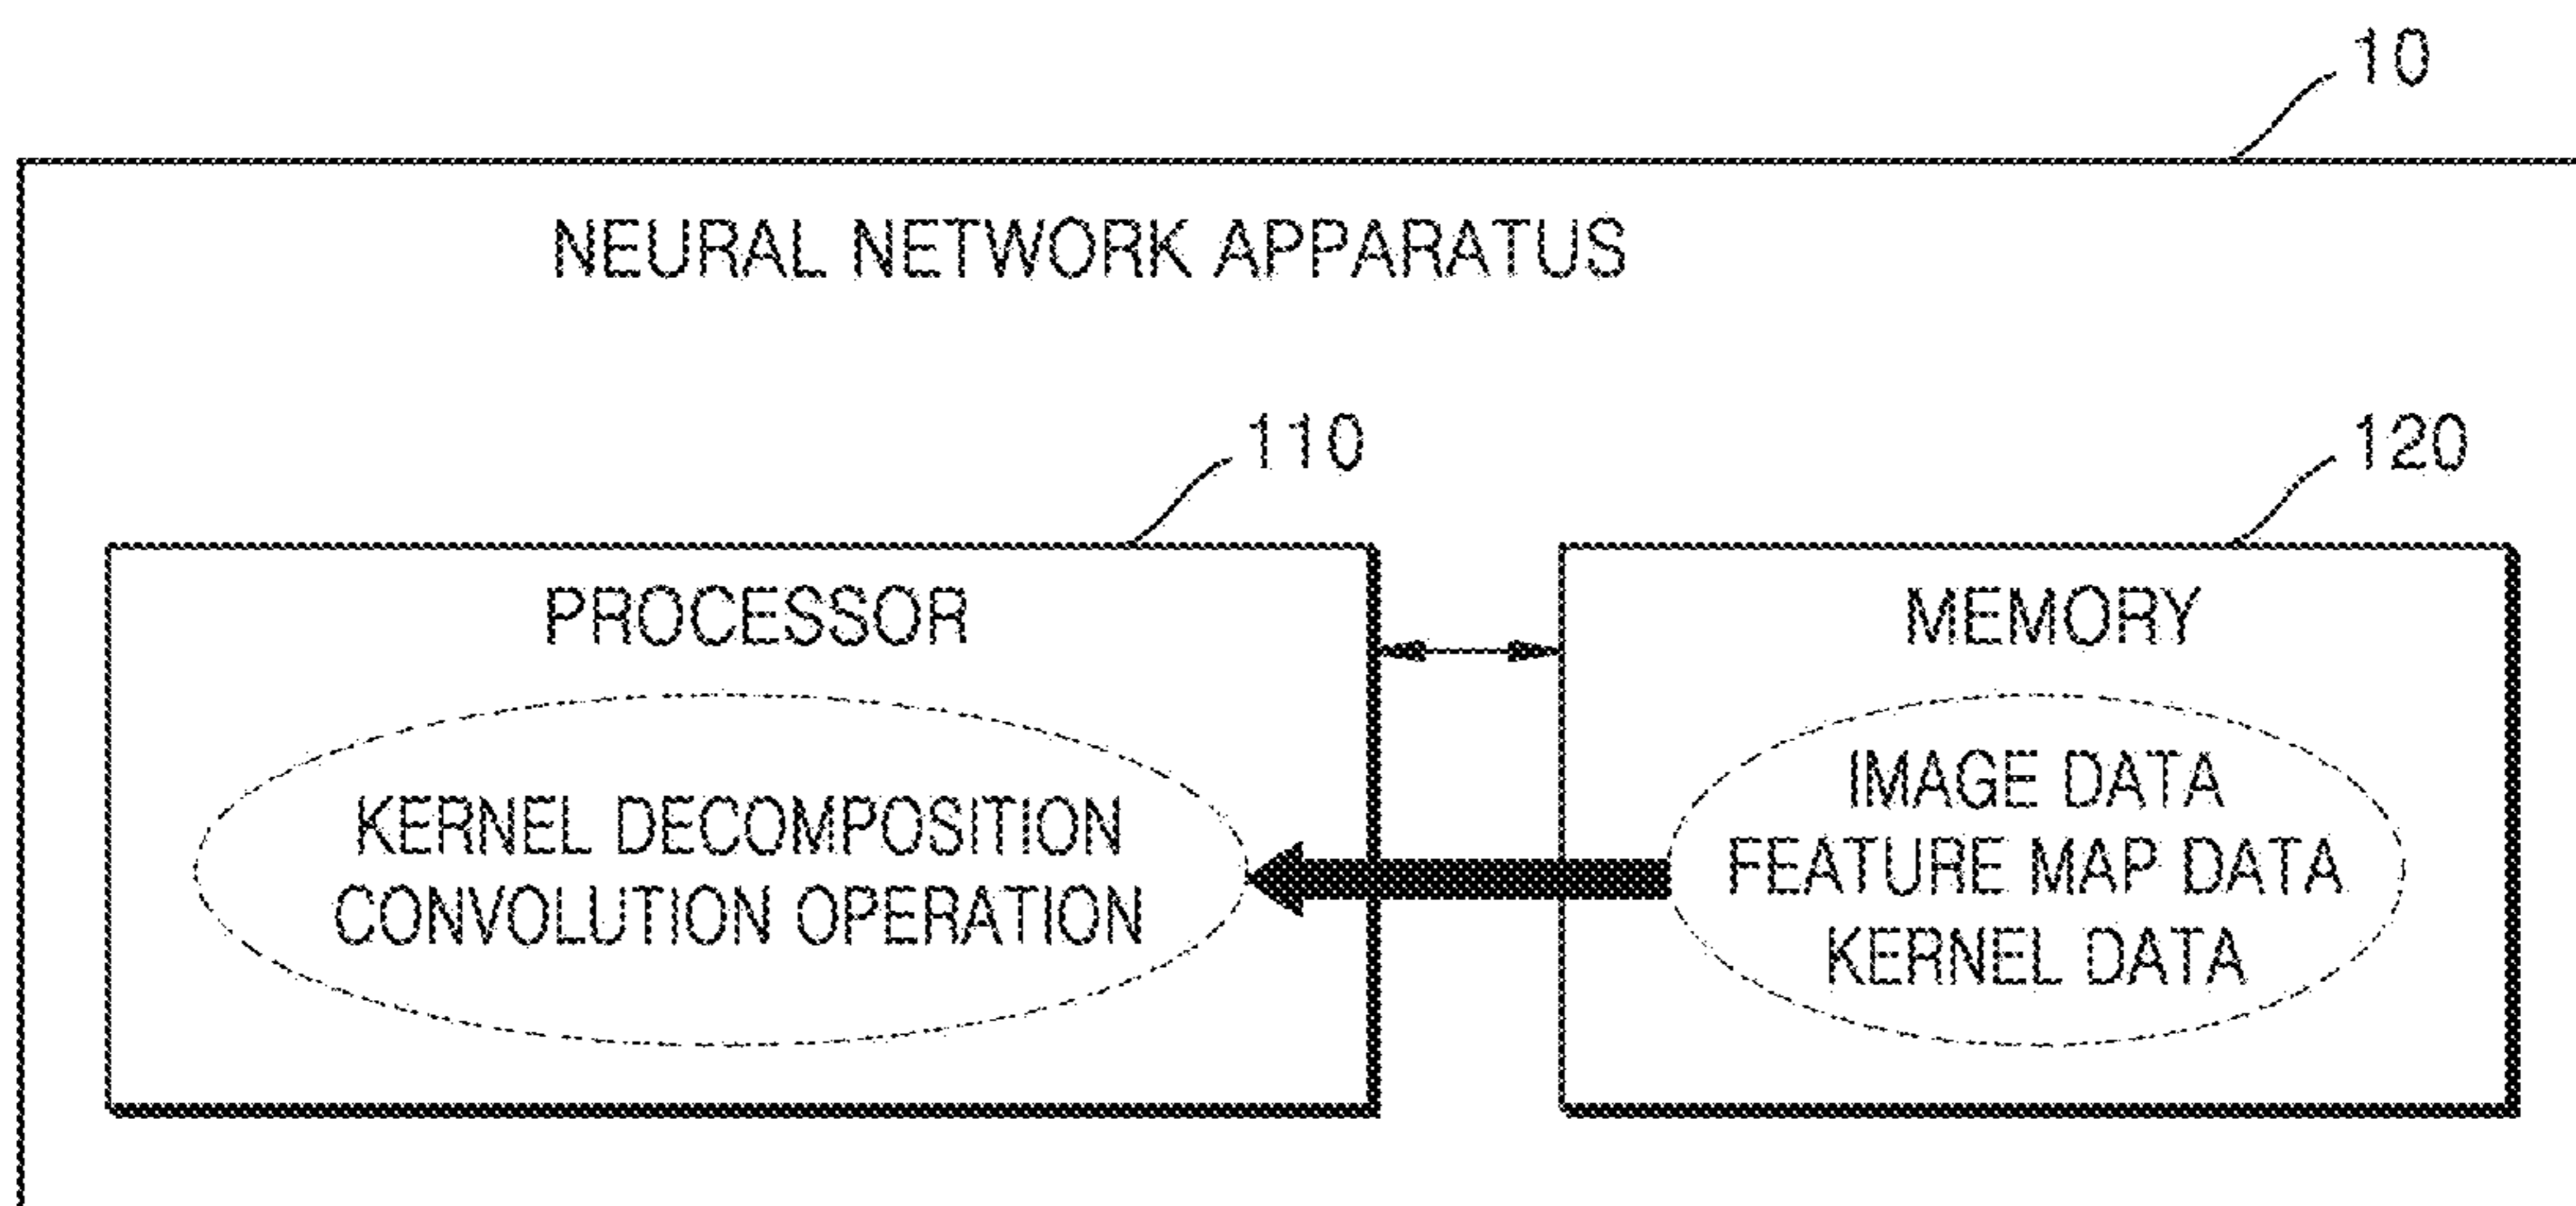 10
NEURAL NETWORK APPARATUS
110
120
PROCESSOR
MEMORY
KERNEL DECOMPOSITION
CONVOLUTION OPERATION
IMAGE DATA
FEATURE MAP DATA
KERNEL DATA